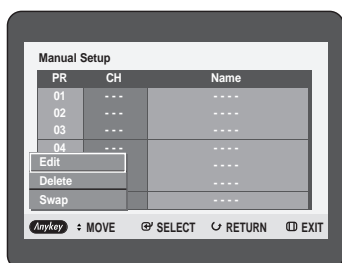 Manual Setup
PR CH Name
01 - - - - - - -
02 - - - - - - -
03 - - - - - - -
04 - - - - - - -
Edit - - - -
Delete - - - -
Swap - - - -
Anykey MOVE SELECT RETURN EXIT